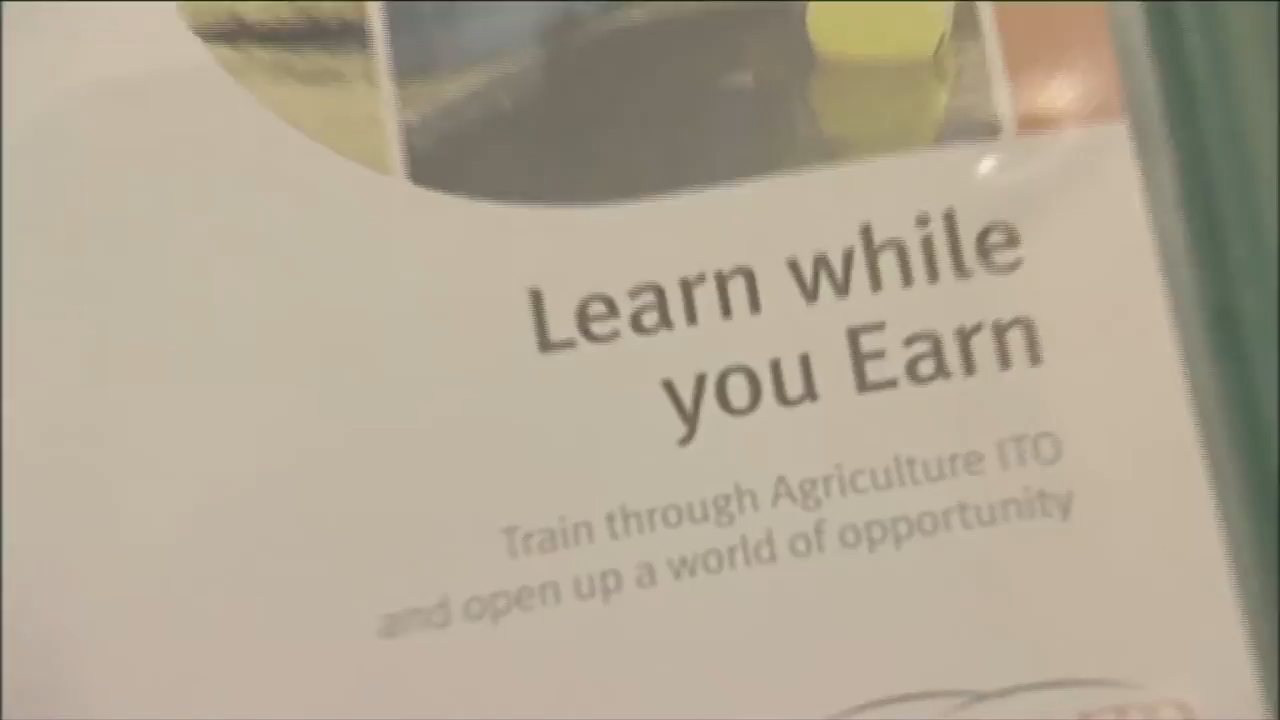 Learn while
you Earn
Train through Agriculture ITO
and open up a world of opportunity